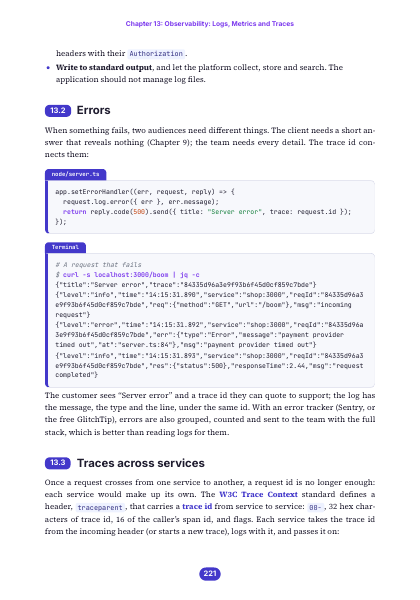 Chapter 13: Observability: Logs, Metrics and Traces
headers with their Authorization.
• Write to standard output, and let the platform collect, store and search. The
application should not manage log files.
13.2 Errors
When something fails, two audiences need different things. The client needs a short an-
swer that reveals nothing (Chapter 9); the team needs every detail. The trace id con-
nects them:
node/server.ts
app.setErrorHandler((err, request, reply) => {
request.log.error({ err }, err.message);
return reply.code(500).send({ title: "Server error", trace: request.id });
});
Terminal
# A request that fails
$ curl -s localhost:3000/boom | jq -c
{"title":"Server error","trace":"84335d96a3e9f93b6f45d0cf859c7bde"}
{"level":"info","time":"14:15:31.890","service":"shop:3000","reqId":"84335d96a3
e9f93b6f45d0cf859c7bde","req":{"method":"GET","url":"/boom"},"msg":"incoming
request"}
{"level":"error","time":"14:15:31.892","service":"shop:3000","reqId":"84335d96a
3e9f93b6f45d0cf859c7bde","err":{"type":"Error","message":"payment provider
timed out","at":"server.ts:84"},"msg":"payment provider timed out"}
{"level":"info","time":"14:15:31.893","service":"shop:3000","reqId":"84335d96a3
e9f93b6f45d0cf859c7bde","res":{"status":500},"responseTime":2.44,"msg":"request
completed"}
The customer sees “Server error” and a trace id they can quote to support; the log has
the message, the type and the line, under the same id. With an error tracker (Sentry, or
the free GlitchTip), errors are also grouped, counted and sent to the team with the full
stack, which is better than reading logs for them.
13.3 Traces across services
Once a request crosses from one service to another, a request id is no longer enough:
each service would make up its own. The W3C Trace Context standard defines a
header, traceparent, that carries a trace id from service to service: 00-, 32 hex char-
acters of trace id, 16 of the caller’s span id, and flags. Each service takes the trace id
from the incoming header (or starts a new trace), logs with it, and passes it on:
221